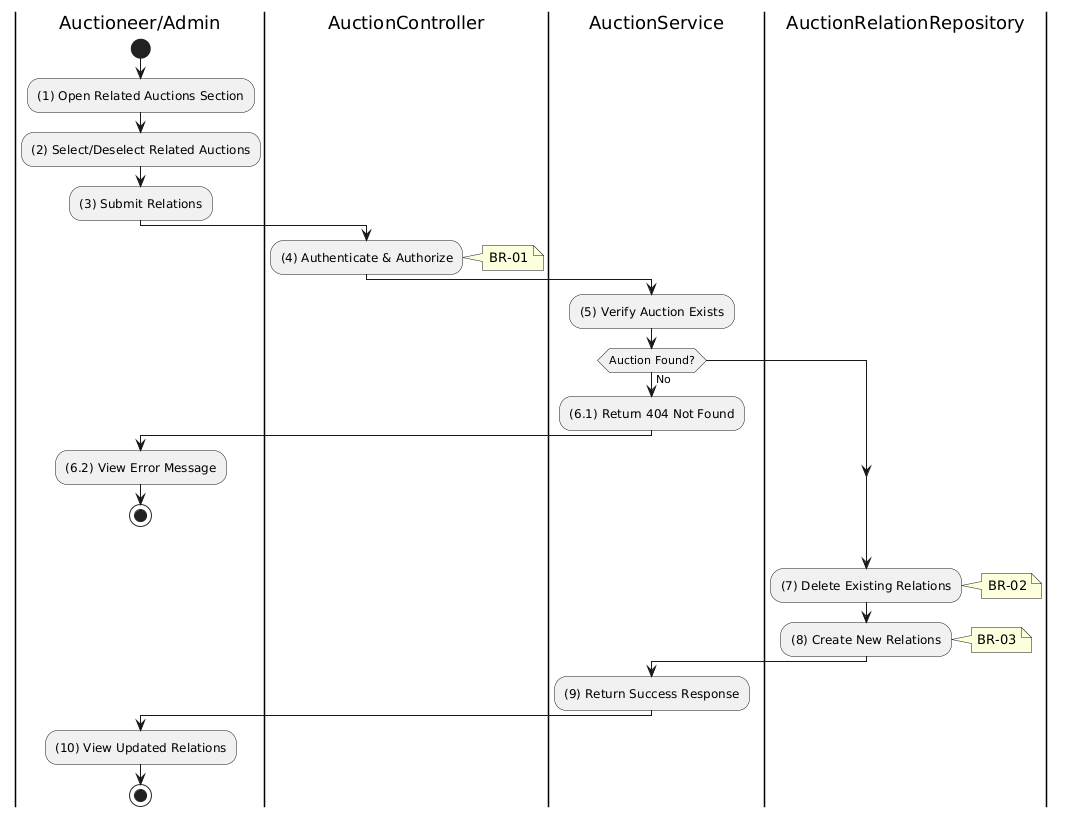 Auctioneer/Admin
AuctionController
AuctionService
AuctionRelationRepository
(1) Open Related Auctions Section
(2) Select/Deselect Related Auctions
(3) Submit Relations
(4) Authenticate & Authorize
BR-01
(5) Verify Auction Exists
Auction Found?
No
(6.1) Return 404 Not Found
(6.2) View Error Message
(7) Delete Existing Relations
BR-02
(8) Create New Relations
BR-03
(9) Return Success Response
(10) View Updated Relations